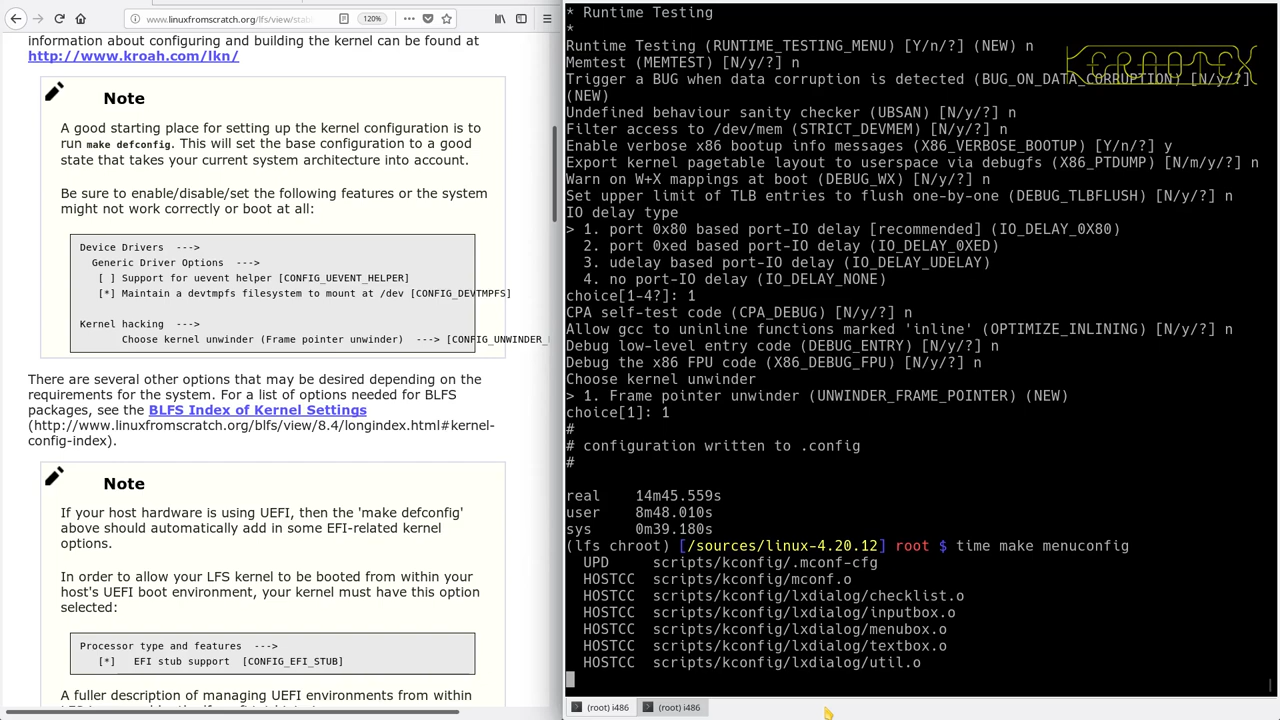 www.linuxfromscratch.org/lfs/view/stabl
120%
information about configuring and building the kernel can be found at
http://www.kroah.com/lkn/
Note
A good starting place for setting up the kernel configuration is to
run make defconfig. This will set the base configuration to a good
state that takes your current system architecture into account.
Be sure to enable/disable/set the following features or the system
might not work correctly or boot at all:
Device Drivers --->
Generic Driver Options --->
[ ] Support for uevent helper [CONFIG_UEVENT_HELPER]
[*] Maintain a devtmpfs filesystem to mount at /dev [CONFIG_DEVTMPFS]
Kernel hacking --->
Choose kernel unwinder (Frame pointer unwinder) ---> [CONFIG_UNWINDER_
There are several other options that may be desired depending on the
requirements for the system. For a list of options needed for BLFS
packages, see the BLFS Index of Kernel Settings
(http://www.linuxfromscratch.org/blfs/view/8.4/longindex.html#kernel-
config-index).
Note
If your host hardware is using UEFI, then the 'make defconfig'
above should automatically add in some EFI-related kernel
options.
In order to allow your LFS kernel to be booted from within your
host's UEFI boot environment, your kernel must have this option
selected:
Processor type and features --->
[*] EFI stub support [CONFIG_EFI_STUB]
A fuller description of managing UEFI environments from within
* Runtime Testing
*
Runtime Testing (RUNTIME_TESTING_MENU) [Y/n/?] (NEW) n
Memtest (MEMTEST) [N/y/?] n
Trigger a BUG when data corruption is detected (BUG_ON_DATA_CORRUPTION) [N/y/?]
(NEW)
Undefined behaviour sanity checker (UBSAN) [N/y/?] n
Filter access to /dev/mem (STRICT_DEVMEM) [N/y/?] n
Enable verbose x86 bootup info messages (X86_VERBOSE_BOOTUP) [Y/n/?] y
Export kernel pagetable layout to userspace via debugfs (X86_PTDUMP) [N/m/y/?] n
Warn on W+X mappings at boot (DEBUG_WX) [N/y/?] n
Set upper limit of TLB entries to flush one-by-one (DEBUG_TLBFLUSH) [N/y/?] n
IO delay type
> 1. port 0x80 based port-IO delay [recommended] (IO_DELAY_0X80)
2. port 0xed based port-IO delay (IO_DELAY_0XED)
3. udelay based port-IO delay (IO_DELAY_UDELAY)
4. no port-IO delay (IO_DELAY_NONE)
choice[1-4?]: 1
CPA self-test code (CPA_DEBUG) [N/y/?] n
Allow gcc to uninline functions marked 'inline' (OPTIMIZE_INLINING) [N/y/?] n
Debug low-level entry code (DEBUG_ENTRY) [N/y/?] n
Debug the x86 FPU code (X86_DEBUG_FPU) [N/y/?] n
Choose kernel unwinder
> 1. Frame pointer unwinder (UNWINDER_FRAME_POINTER) (NEW)
choice[1]: 1
#
# configuration written to .config
#
real 14m45.559s
user 8m48.010s
sys 0m39.180s
(lfs chroot) [/sources/linux-4.20.12] root $ time make menuconfig
UPD scripts/kconfig/.mconf-cfg
HOSTCC scripts/kconfig/mconf.o
HOSTCC scripts/kconfig/lxdialog/checklist.o
HOSTCC scripts/kconfig/lxdialog/inputbox.o
HOSTCC scripts/kconfig/lxdialog/menubox.o
HOSTCC scripts/kconfig/lxdialog/textbox.o
HOSTCC scripts/kconfig/lxdialog/util.o
(root) i486
(root) i486